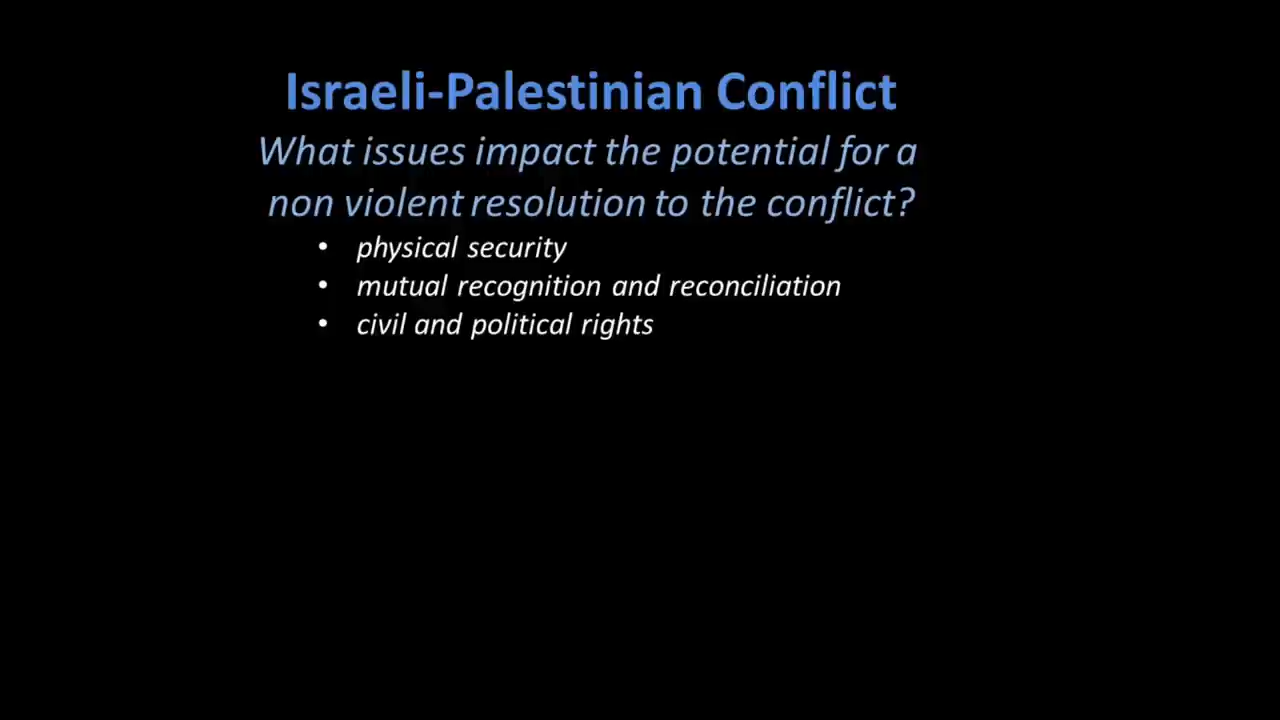 Israeli-Palestinian Conflict
What issues impact the potential for a
non violent resolution to the conflict?
• physical security
• mutual recognition and reconciliation
• civil and political rights